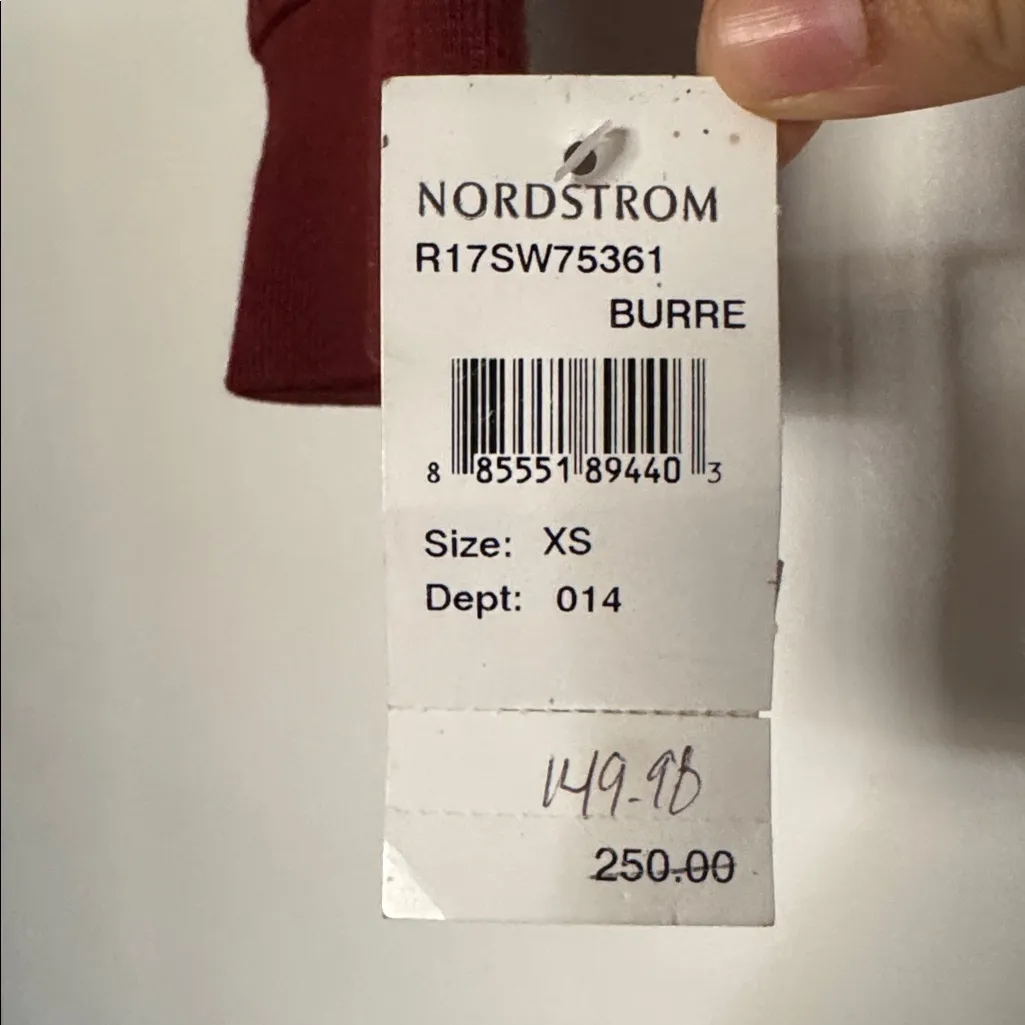 NORDSTROM
R17SW75361
BURRE
8 85551 89440 3
Size: XS
Dept: 014
149.98
250.00